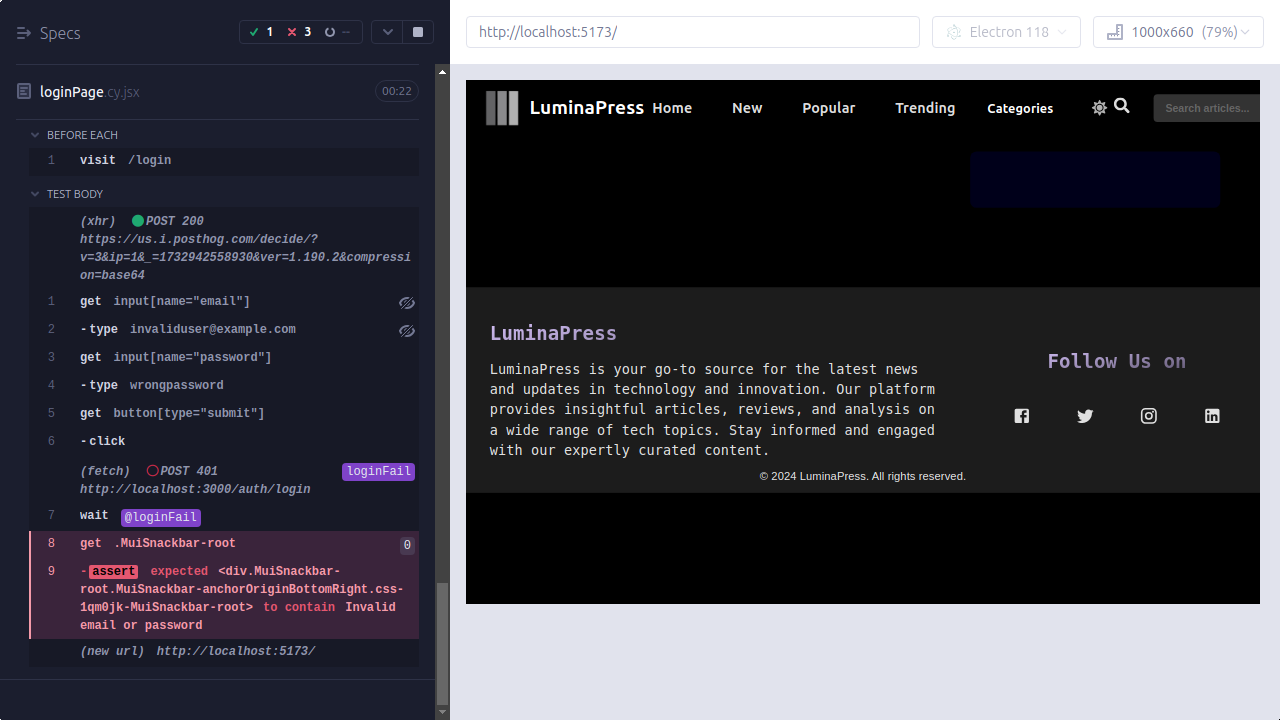 Specs
1
3
--
http://localhost:5173/
Electron 118
1000x660 (79%)
loginPage.cy.jsx
00:22
BEFORE EACH
1 visit /login
TEST BODY
(xhr) POST 200
https://us.i.posthog.com/decide/?
v=3&ip=1&_=1732942558930&ver=1.190.2&compressi
on=base64
1 get input[name="email"]
2 -type invaliduser@example.com
3 get input[name="password"]
4 -type wrongpassword
5 get button[type="submit"]
6 -click
(fetch) POST 401 loginFail
http://localhost:3000/auth/login
7 wait @loginFail
8 get .MuiSnackbar-root 0
9 -assert expected <div.MuiSnackbar-
root.MuiSnackbar-anchorOriginBottomRight.css-
1qm0jk-MuiSnackbar-root> to contain Invalid
email or password
(new url) http://localhost:5173/
LuminaPress Home New Popular Trending Categories Search articles...
LuminaPress
LuminaPress is your go-to source for the latest news
and updates in technology and innovation. Our platform
provides insightful articles, reviews, and analysis on
a wide range of tech topics. Stay informed and engaged
with our expertly curated content.
Follow Us on
© 2024 LuminaPress. All rights reserved.